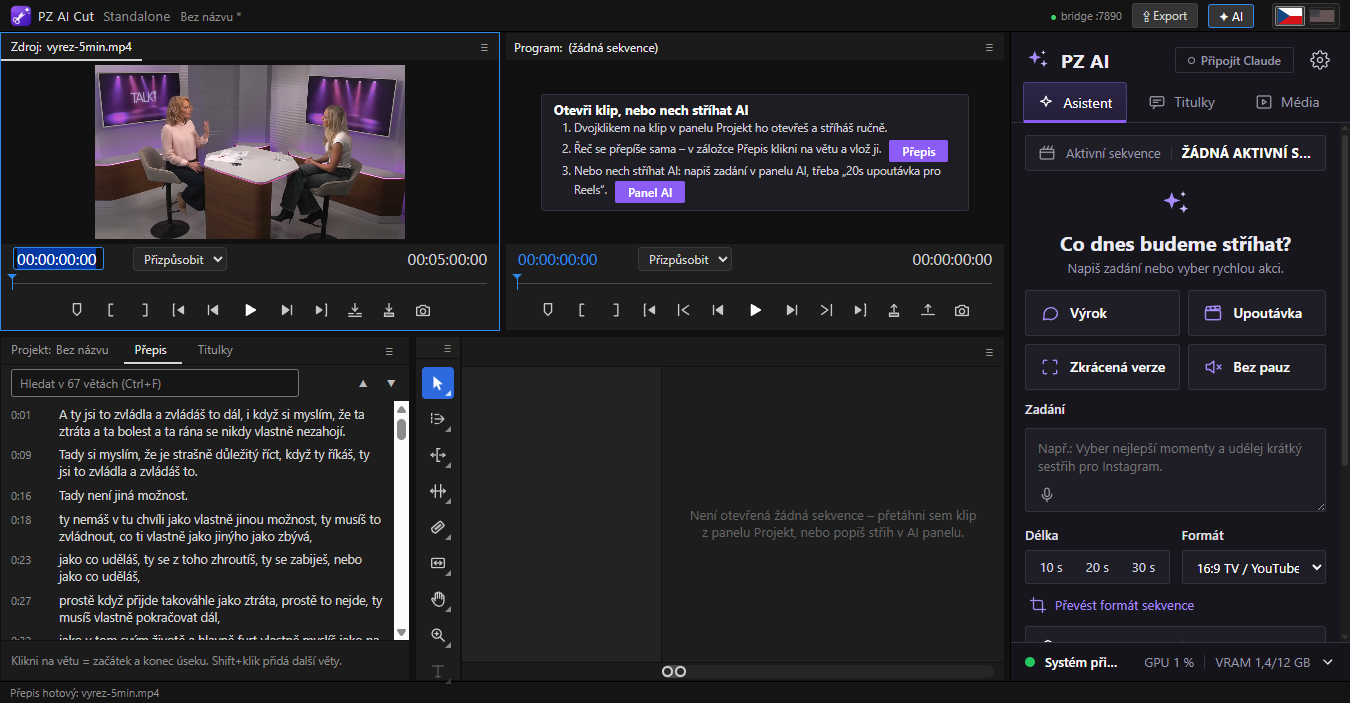 PZ AI Cut Standalone Bez názvu *
bridge :7890
Export
AI
Zdroj: vyrez-5min.mp4
TALK!
00:00:00:00
Přizpůsobit
00:05:00:00
Program: (žádná sekvence)
Otevři klip, nebo nech stříhat AI
1. Dvojklikem na klip v panelu Projekt ho otevřeš a stříháš ručně.
2. Řeč se přepíše sama – v záložce Přepis klikni na větu a vlož ji. Přepis
3. Nebo nech stříhat AI: napiš zadání v panelu AI, třeba „20s upoutávka pro
Reels“. Panel AI
00:00:00:00
Přizpůsobit
00:00:00:00
Projekt: Bez názvu
Přepis
Titulky
Hledat v 67 větách (Ctrl+F)
0:01 A ty jsi to zvládla a zvládáš to dál, i když si myslím, že ta
ztráta a ta bolest a ta rána se nikdy vlastně nezahojí.
0:09 Tady si myslím, že je strašně důležitý říct, když ty říkáš, ty
jsi to zvládla a zvládáš to.
0:16 Tady není jiná možnost.
0:18 ty nemáš v tu chvíli jako vlastně jinou možnost, ty musíš to
zvládnout, co ti vlastně jako jinýho jako zbývá,
0:23 jako co uděláš, ty se z toho zhroutíš, ty se zabiješ, nebo
jako co uděláš,
0:27 prostě když přijde takováhle jako ztráta, prostě to nejde, ty
musíš vlastně pokračovat dál,
Klikni na větu = začátek a konec úseku. Shift+klik přidá další věty.
Přepis hotový: vyrez-5min.mp4
Není otevřená žádná sekvence – přetáhni sem klip
z panelu Projekt, nebo popiš střih v AI panelu.
PZ AI
Připojit Claude
Asistent
Titulky
Média
Aktivní sekvence
ŽÁDNÁ AKTIVNÍ S...
Co dnes budeme stříhat?
Napiš zadání nebo vyber rychlou akci.
Výrok
Upoutávka
Zkrácená verze
Bez pauz
Zadání
Např.: Vyber nejlepší momenty a udělej krátký
sestřih pro Instagram.
Délka
Formát
10 s 20 s 30 s
16:9 TV / YouTube
Převést formát sekvence
Systém při...
GPU 1 %
VRAM 1,4/12 GB